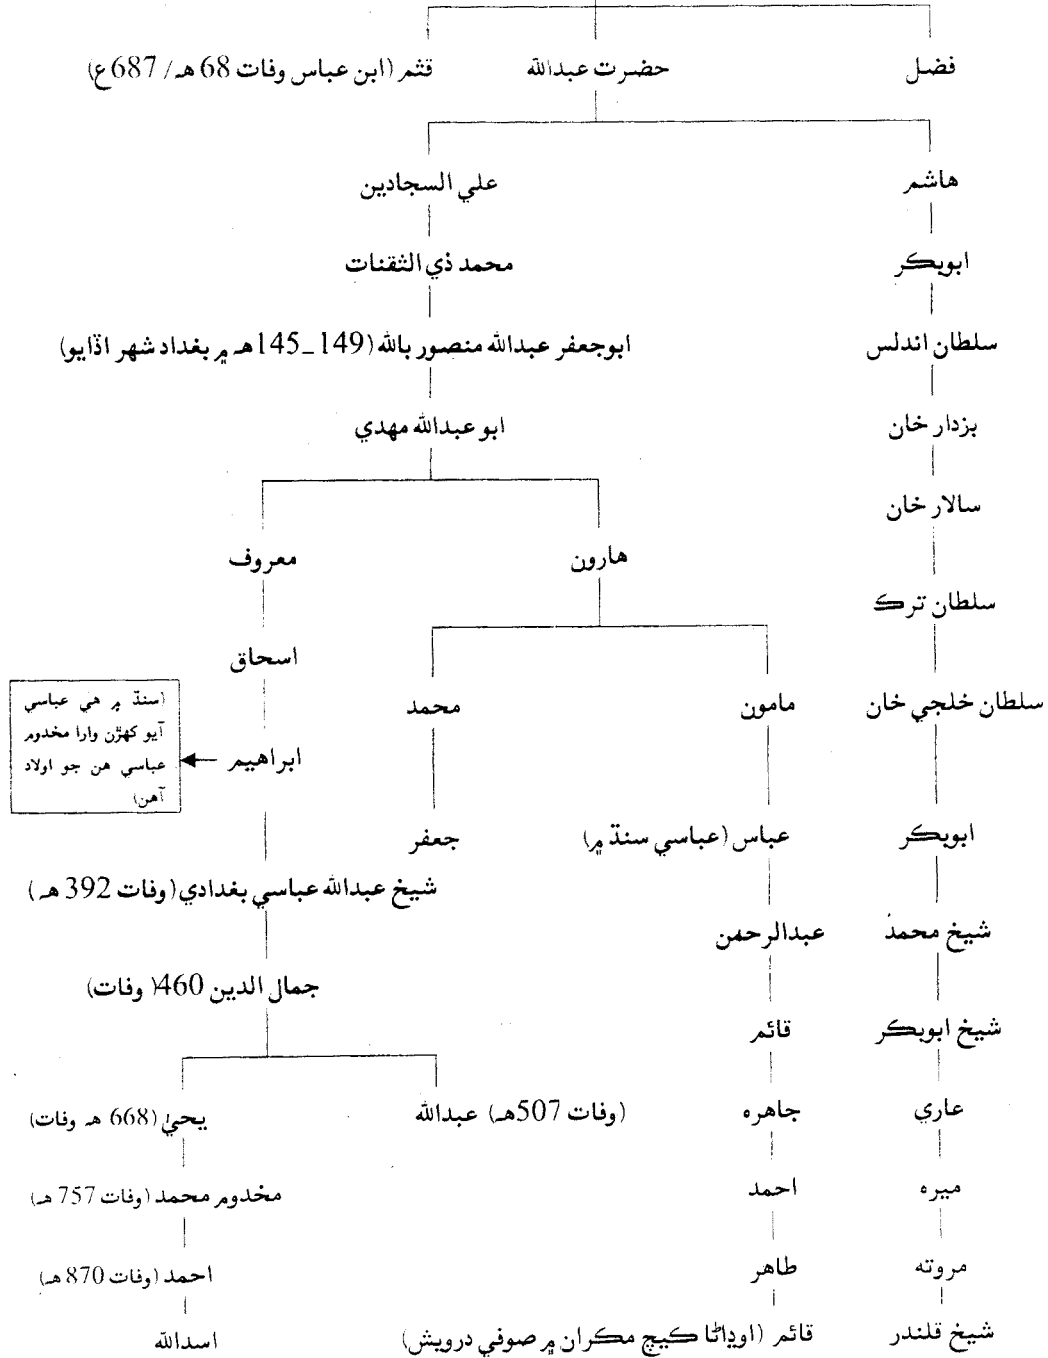 فضل حضرت عبدالله قثم (ابن عباس وفات 68 هـ/ 687ع)
هاشم علي السجادين
ابوبڪر محمد ذي الثقنات
سلطان اندلس ابوجعفر عبدالله منصور بالله (149_145هـ ۾ بغداد شهر اڏايو)
بزدار خان ابو عبدالله مهدي
سالار خان
هارون معروف
سلطان ترڪ
اسحاق
سلطان خلجي خان مامون محمد
(سنڌ ۾ هي عباسي
آيو کهڙن وارا مخدوم
عباسي هن جو اولاد
آهن)
ابراهيم
ابوبڪر عباس (عباسي سنڌ ۾) جعفر
شيخ عبدالله عباسي بغدادي (وفات 392 هـ)
شيخ محمد عبدالرحمٰن
جمال الدين 460( وفات)
شيخ ابوبڪر قائم
عاري جاهره (وفات 507هـ) عبدالله يحيٰ (668 هـ وفات)
ميره احمد مخدوم محمد (وفات 757 هـ)
مروته طاهر احمد (وفات 870 هـ)
شيخ قلندر قائم (اوڍاڻا ڪيچ مڪران ۾ صوفي درويش) اسدالله